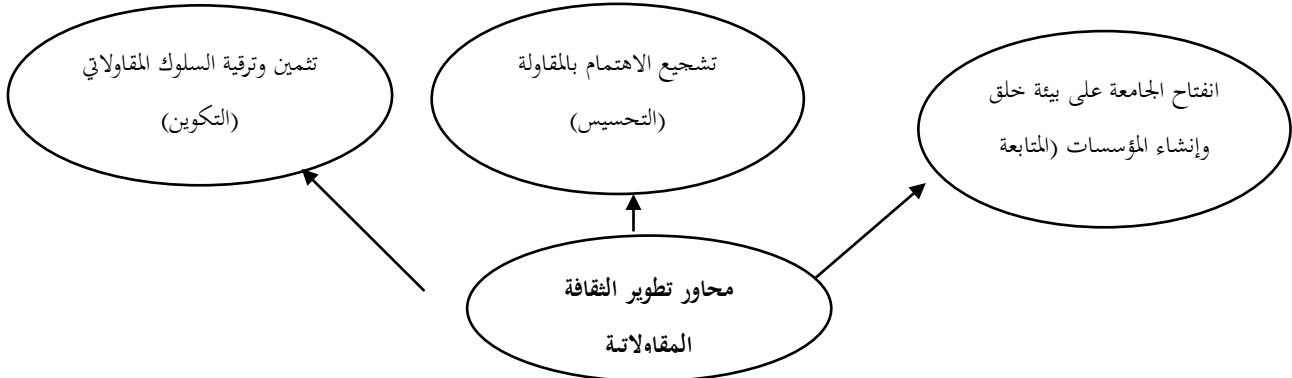 انفتاح الجامعة على بيئة خلق
وإنشاء المؤسسات (المتابعة
تشجيع الاهتمام بالمقاولة
(التحسيس)
تثمين وترقية السلوك المقاولاتي
(التكوين)
محاور تطوير الثقافة
المقاولاتية